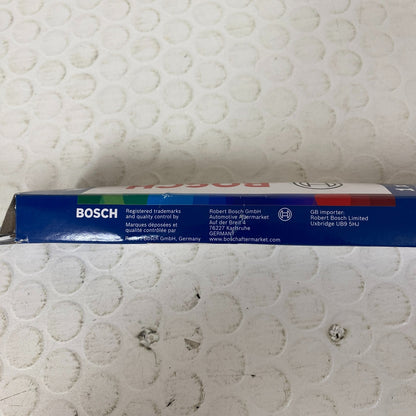 BOSCH
BOSCH
Registered trademarks
and quality control by
Marques déposées et
qualité contrôlée par
Robert Bosch GmbH, Germany
Robert Bosch GmbH
Automotive Aftermarket
Auf der Breit 4
76227 Karlsruhe
GERMANY
www.boschaftermarket.com
GB importer:
Robert Bosch Limited
Uxbridge UB9 5HJ